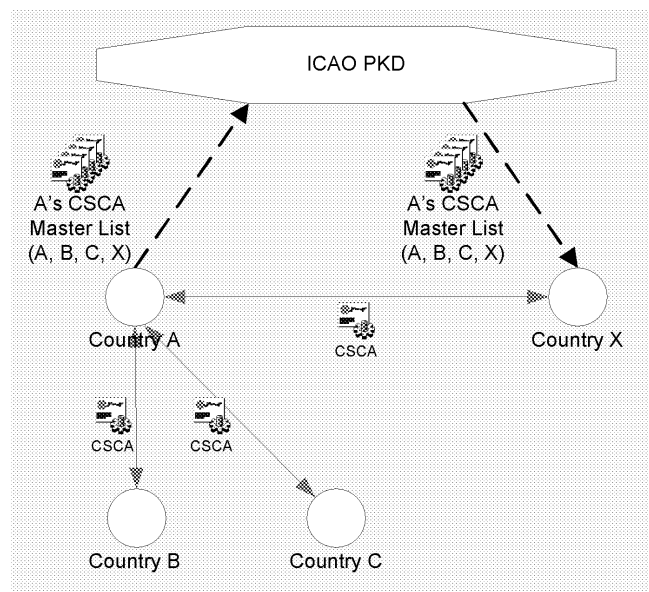 ICAO PKD
A's CSCA
Master List
(A, B, C, X)
A's CSCA
Master List
(A, B, C, X)
Country A
CSCA
Country X
CSCA
CSCA
Country B
Country C